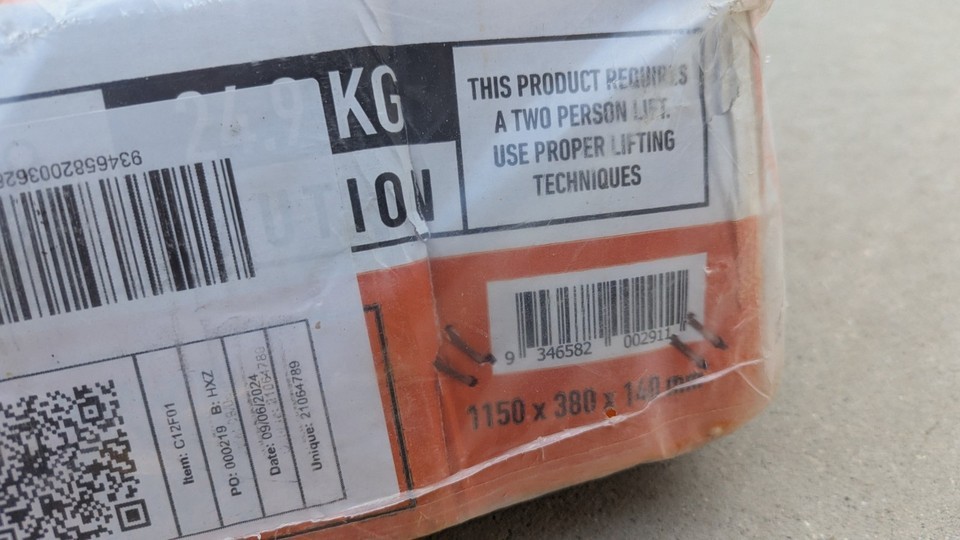 KG
ION
THIS PRODUCT REQUIRES
A TWO PERSON LIFT.
USE PROPER LIFTING
TECHNIQUES
9 346582 002911
1150 x 380 x 140 mm
Item: C12F01
PO: 000219 B: HXZ
Date: 09/06/2024
Unique: 21064789